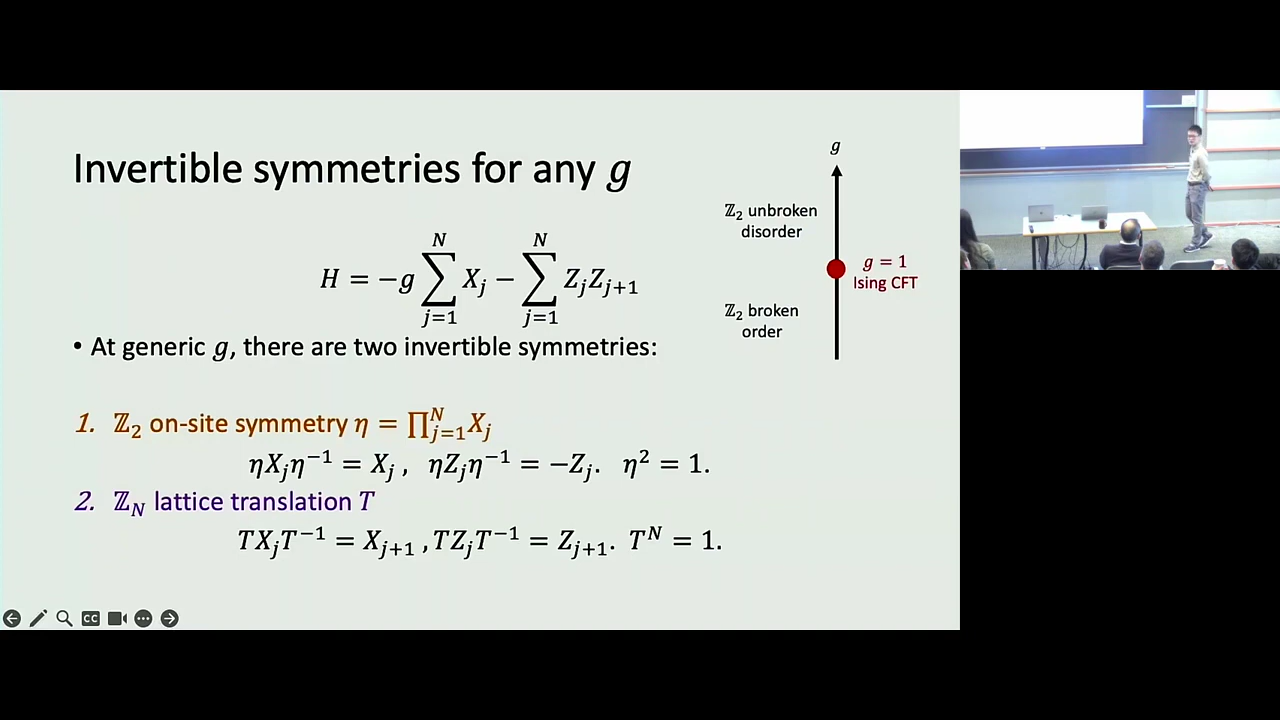 Invertible symmetries for any g
H = −g ∑_{j=1}^{N} X_j − ∑_{j=1}^{N} Z_j Z_{j+1}
• At generic g, there are two invertible symmetries:
1. ℤ₂ on-site symmetry η = ∏_{j=1}^{N} X_j
ηX_jη⁻¹ = X_j , ηZ_jη⁻¹ = −Z_j. η² = 1.
2. ℤ_N lattice translation T
TX_jT⁻¹ = X_{j+1} , TZ_jT⁻¹ = Z_{j+1}. T^N = 1.
g
ℤ₂ unbroken
disorder
g = 1
Ising CFT
ℤ₂ broken
order
CC